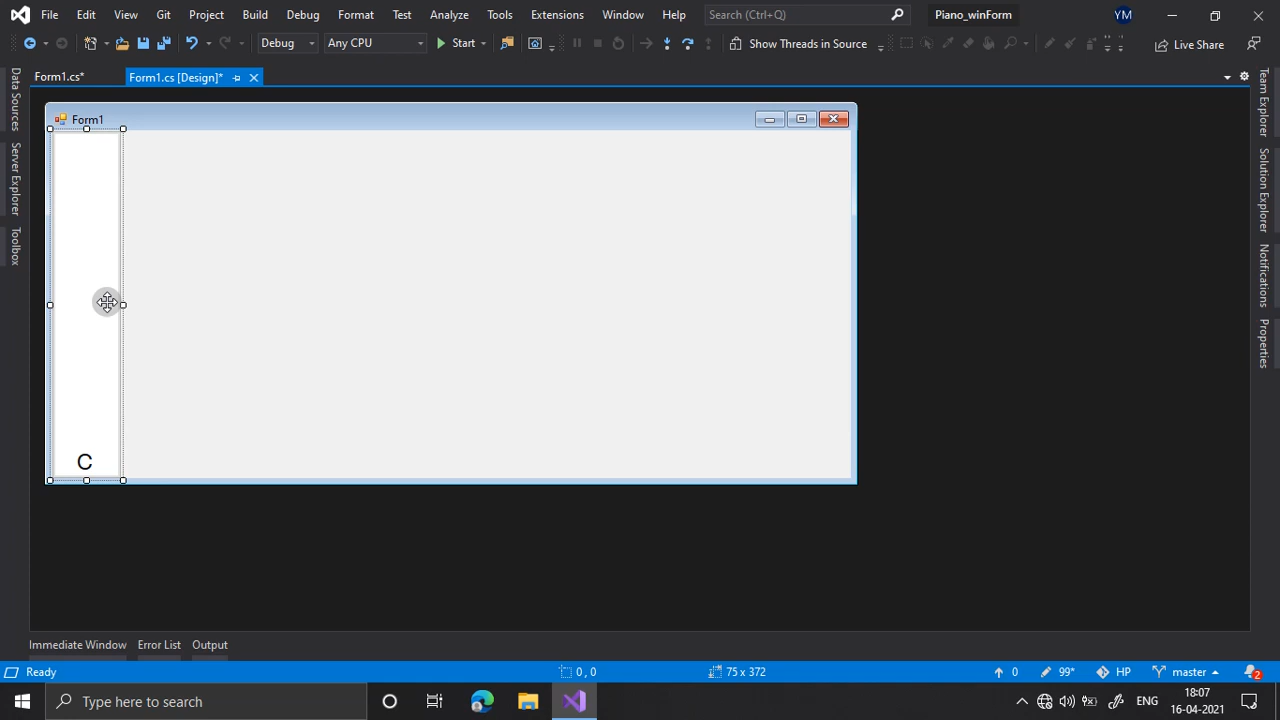 File Edit View Git Project Build Debug Format Test Analyze Tools Extensions Window Help Search (Ctrl+Q) Piano_winForm YM
Debug Any CPU Start Show Threads in Source Live Share
Form1.cs* Form1.cs [Design]*
Data Sources
Server Explorer
Toolbox
Form1
C
Team Explorer
Solution Explorer
Notifications
Properties
Immediate Window Error List Output
Ready 0 , 0 75 x 372 0 99* HP master 2
Type here to search ENG 18:07
16-04-2021